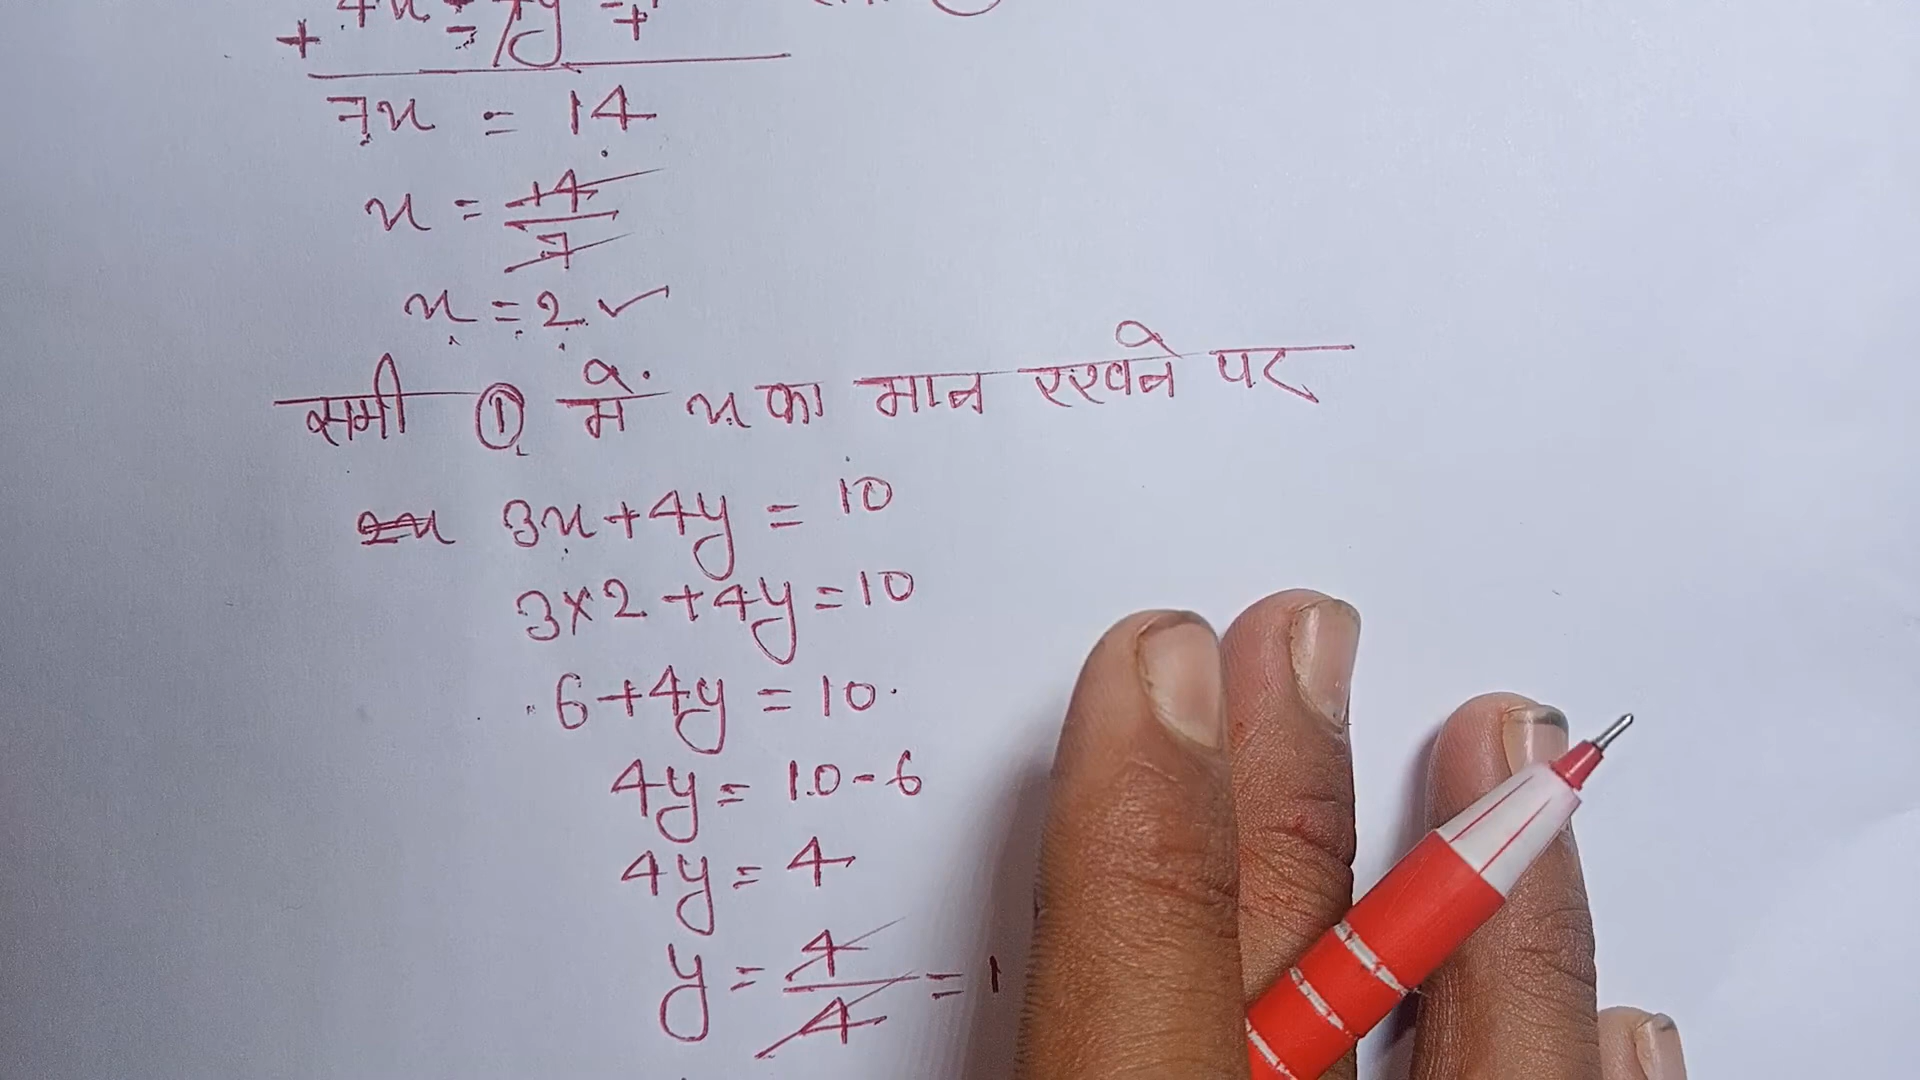 7x = 14
x = 14/7
x = 2 ✓
समी ① में x का मान रखने पर
3x + 4y = 10
3×2 + 4y = 10
6 + 4y = 10
4y = 10 - 6
4y = 4
y = 4/4 = 1